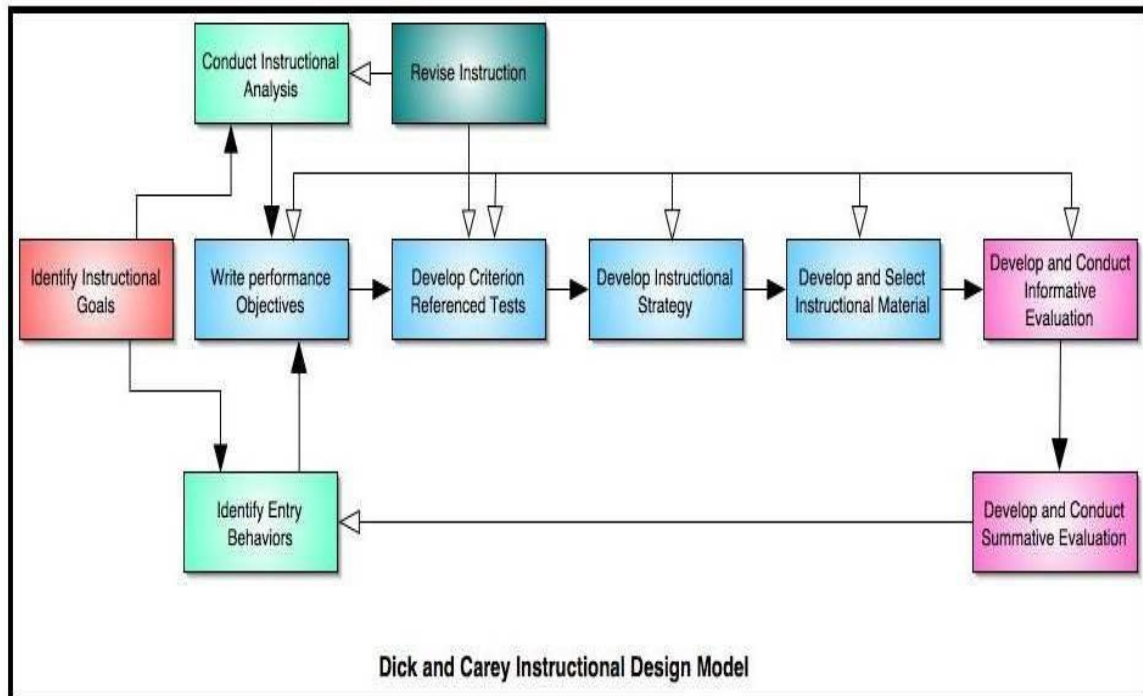 Conduct Instructional
Analysis
Revise Instruction
Identify Instructional
Goals
Write performance
Objectives
Develop Criterion
Referenced Tests
Develop Instructional
Strategy
Develop and Select
Instructional Material
Develop and Conduct
Informative
Evaluation
Identify Entry
Behaviors
Develop and Conduct
Summative Evaluation
Dick and Carey Instructional Design Model